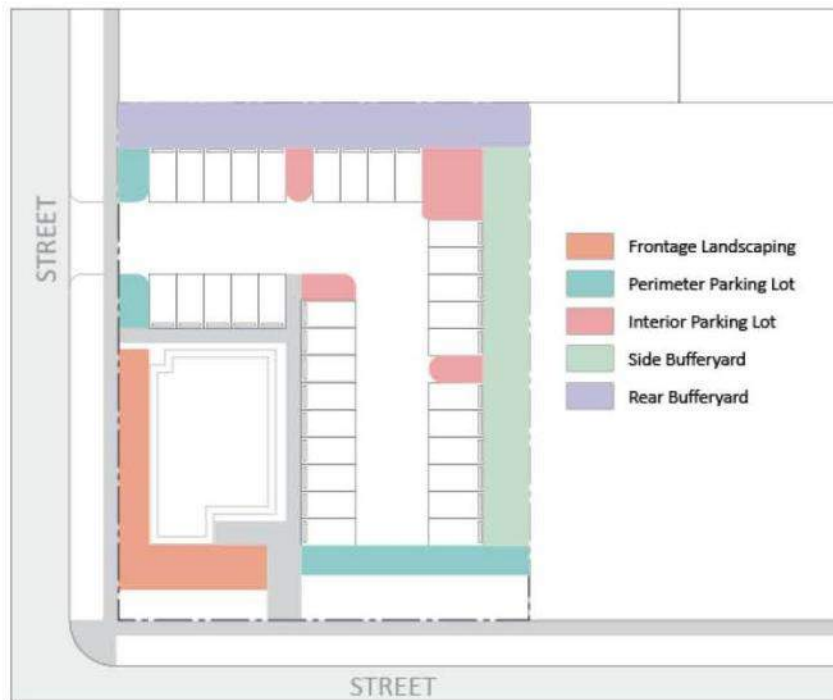 STREET
Frontage Landscaping
Perimeter Parking Lot
Interior Parking Lot
Side Bufferyard
Rear Bufferyard
STREET